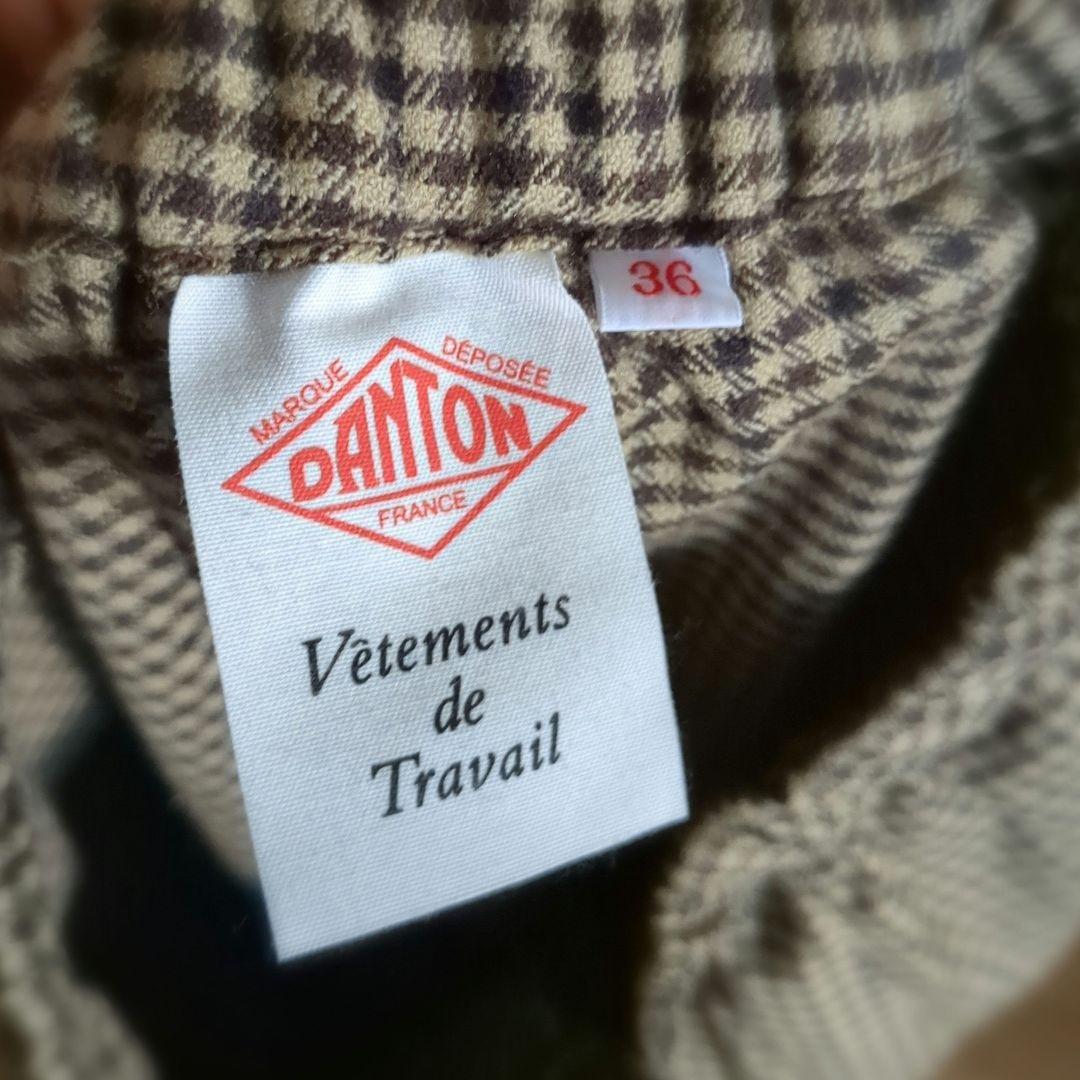 36
MARQUE DÉPOSÉE
DANTON
FRANCE
Vêtements
de
Travail